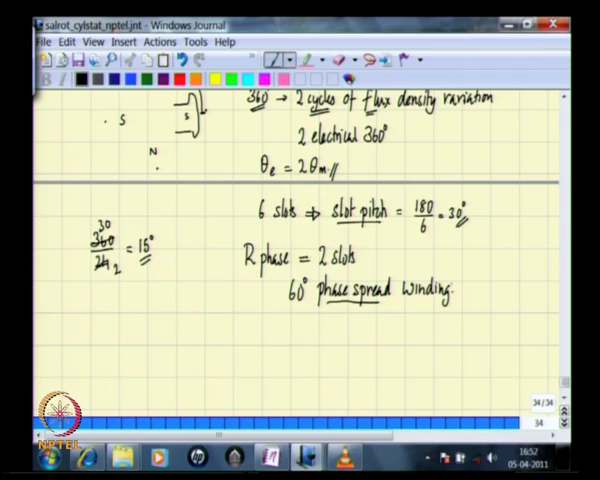 salrot_cylstat_nptel.jnt - Windows Journal
File Edit View Insert Actions Tools Help
360 → 2 cycles of flux density variation
S
S
2 electrical 360°
N
θe = 2θm //
6 slots ⇒ slot pitch = 180/6 = 30°
30
360/24 2 = 15°
R phase = 2 slots
60° phase spread winding.
34/34
34
NPTEL
16:52
05-04-2011